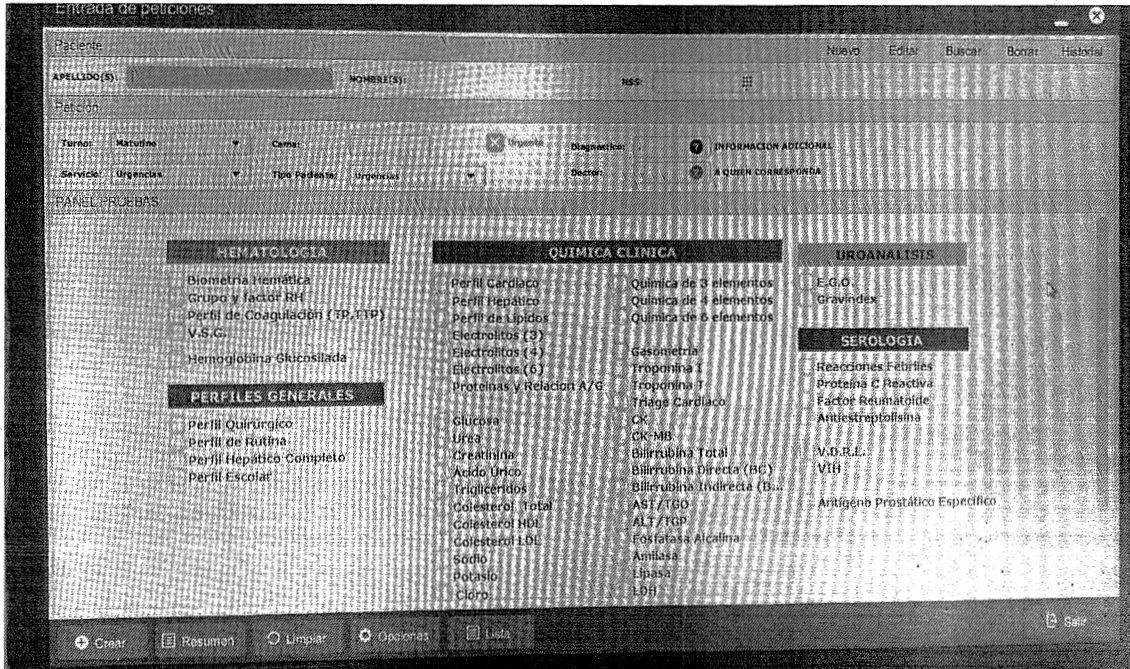 Entrada de peticiones
Paciente Nuevo Editar Buscar Borrar Historial
APELLIDO(S): NOMBRE(S): NSS:
Petición
Turno: Matutino Cama: Urgente Diagnostico: INFORMACIÓN ADICIONAL
Servicio: Urgencias Tipo Paciente: Urgencias Doctor: A QUIEN CORRESPONDA
PANEL PRUEBAS
HEMATOLOGIA
Biometría Hemática
Grupo y factor RH
Perfil de Coagulación (TP,TTP)
V.S.G.
Hemoglobina Glucosilada
PERFILES GENERALES
Perfil Quirúrgico
Perfil de Rutina
Perfil Hepático Completo
Perfil Escolar
QUIMICA CLINICA
Perfil Cardiaco
Perfil Hepático
Perfil de Lípidos
Electrolitos (3)
Electrolitos (4)
Electrolitos (6)
Proteinas y Relacion A/G
Glucosa
Urea
Creatinina
Acido Urico
Trigliceridos
Colesterol Total
Colesterol HDL
Colesterol LDL
Sodio
Potasio
Cloro
Quimica de 3 elementos
Quimica de 4 elementos
Quimica de 6 elementos
Gasometria
Troponina I
Troponina T
Triage Cardiaco
CK
CK-MB
Bilirrubina Total
Bilirrubina Directa (BC)
Bilirrubina Indirecta (B...
AST/TGO
ALT/TGP
Fosfatasa Alcalina
Amilasa
Lipasa
LDH
UROANALISIS
E.G.O.
Gravindex
SEROLOGIA
Reacciones Febriles
Proteína C Reactiva
Factor Reumatoide
Antiestreptolisina
V.D.R.L.
VIH
Antígeno Prostático Específico
Crear Resumen Limpiar Opciones Lista Salir